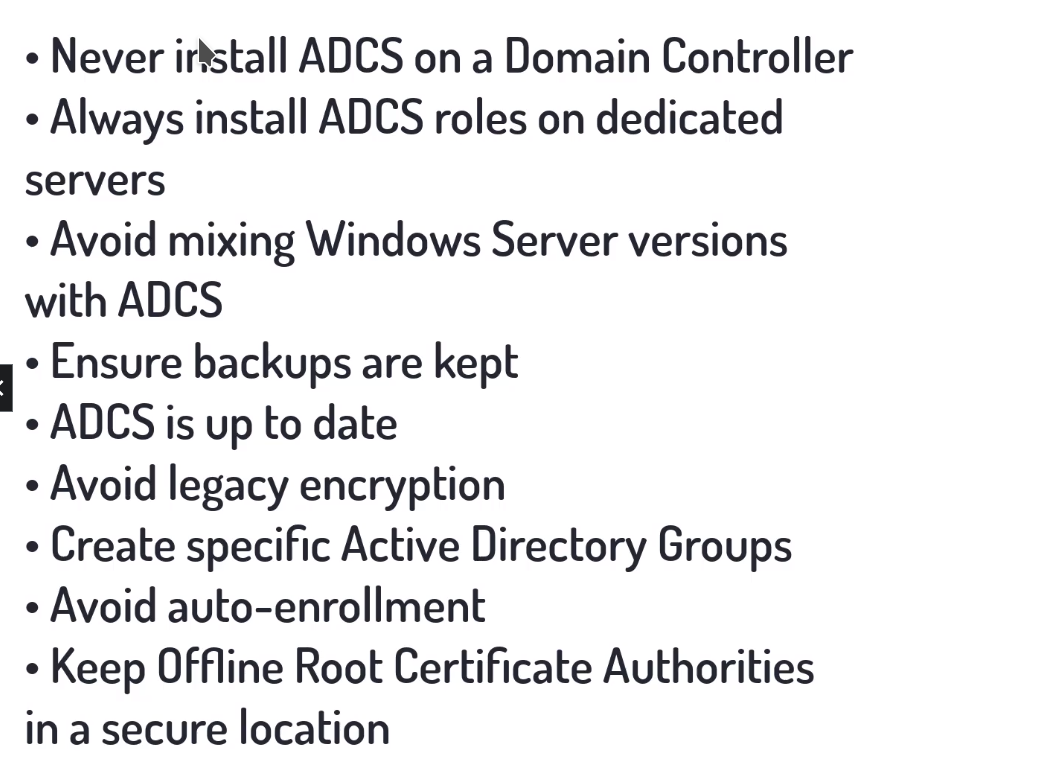 • Never install ADCS on a Domain Controller
• Always install ADCS roles on dedicated
servers
• Avoid mixing Windows Server versions
with ADCS
• Ensure backups are kept
• ADCS is up to date
• Avoid legacy encryption
• Create specific Active Directory Groups
• Avoid auto-enrollment
• Keep Offline Root Certificate Authorities
in a secure location